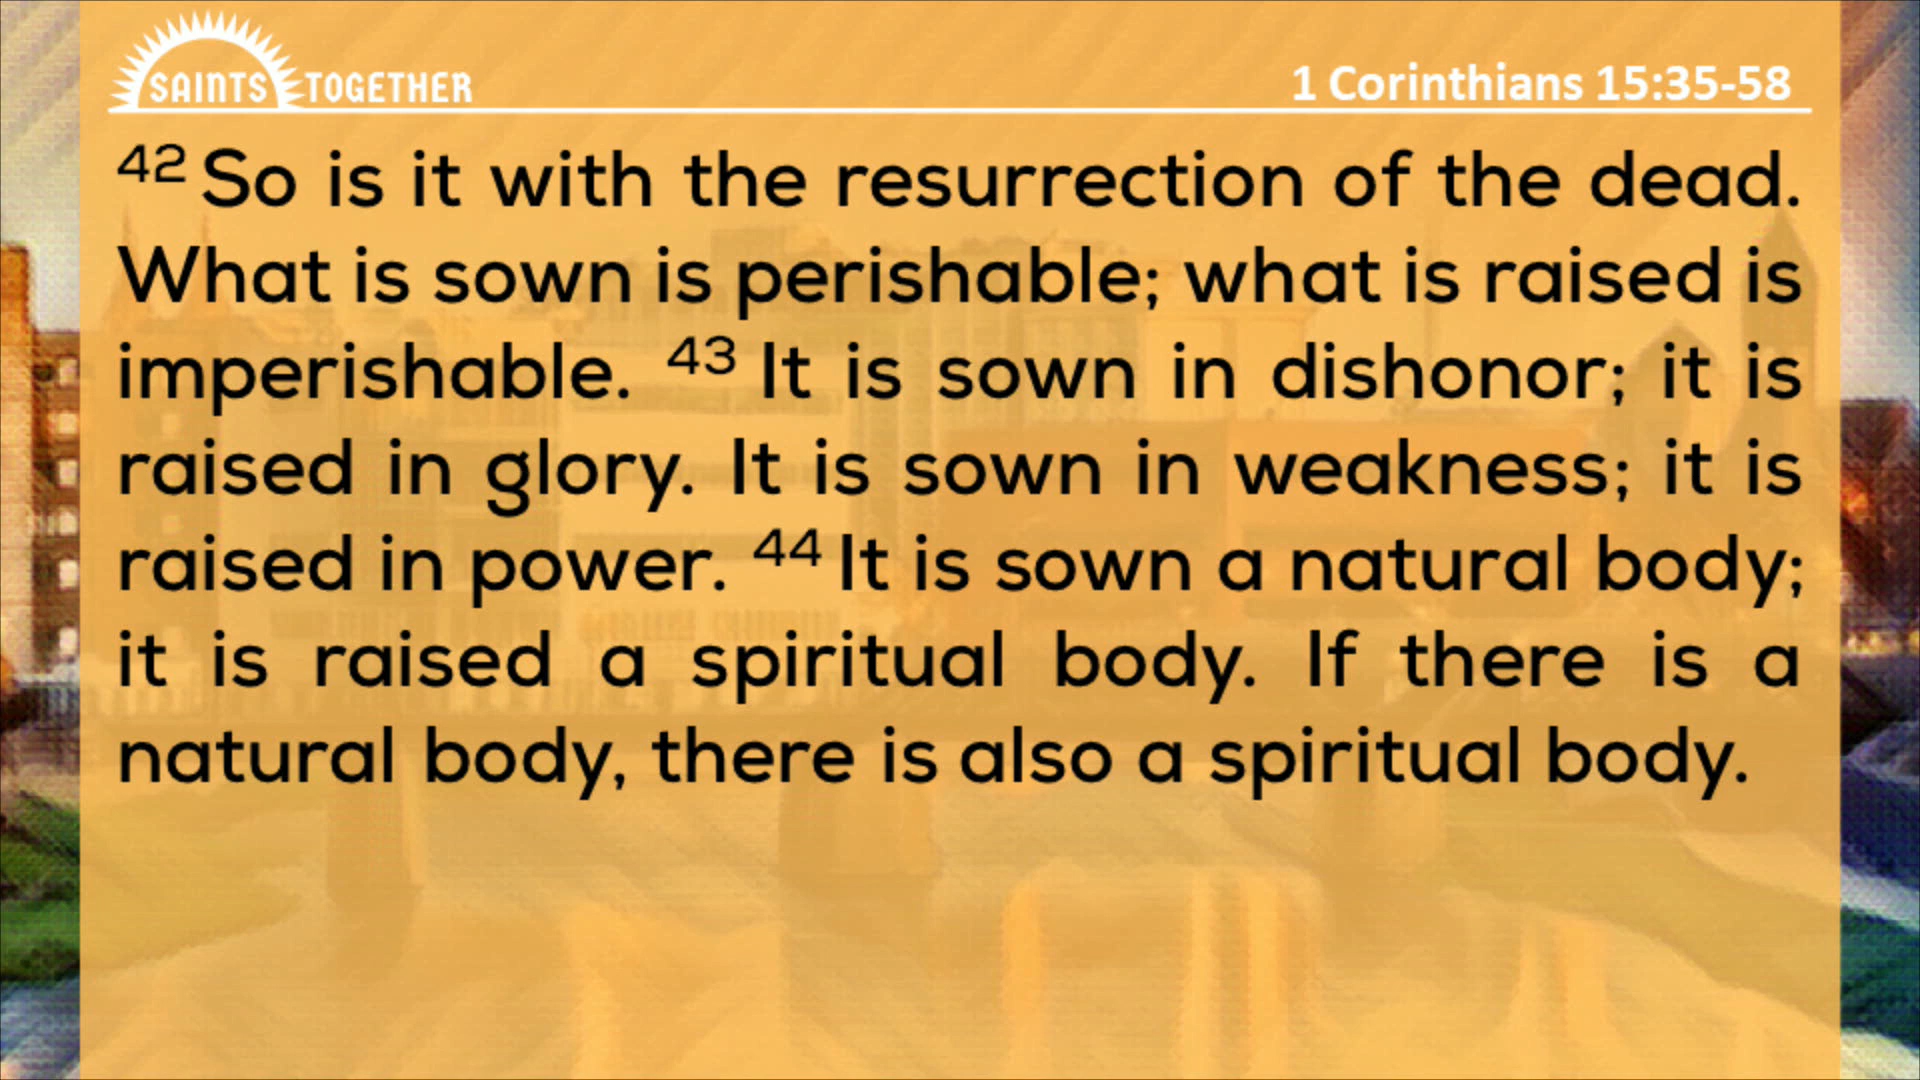 SAINTS TOGETHER
1 Corinthians 15:35-58
42 So is it with the resurrection of the dead.
What is sown is perishable; what is raised is
imperishable. 43 It is sown in dishonor; it is
raised in glory. It is sown in weakness; it is
raised in power. 44 It is sown a natural body;
it is raised a spiritual body. If there is a
natural body, there is also a spiritual body.